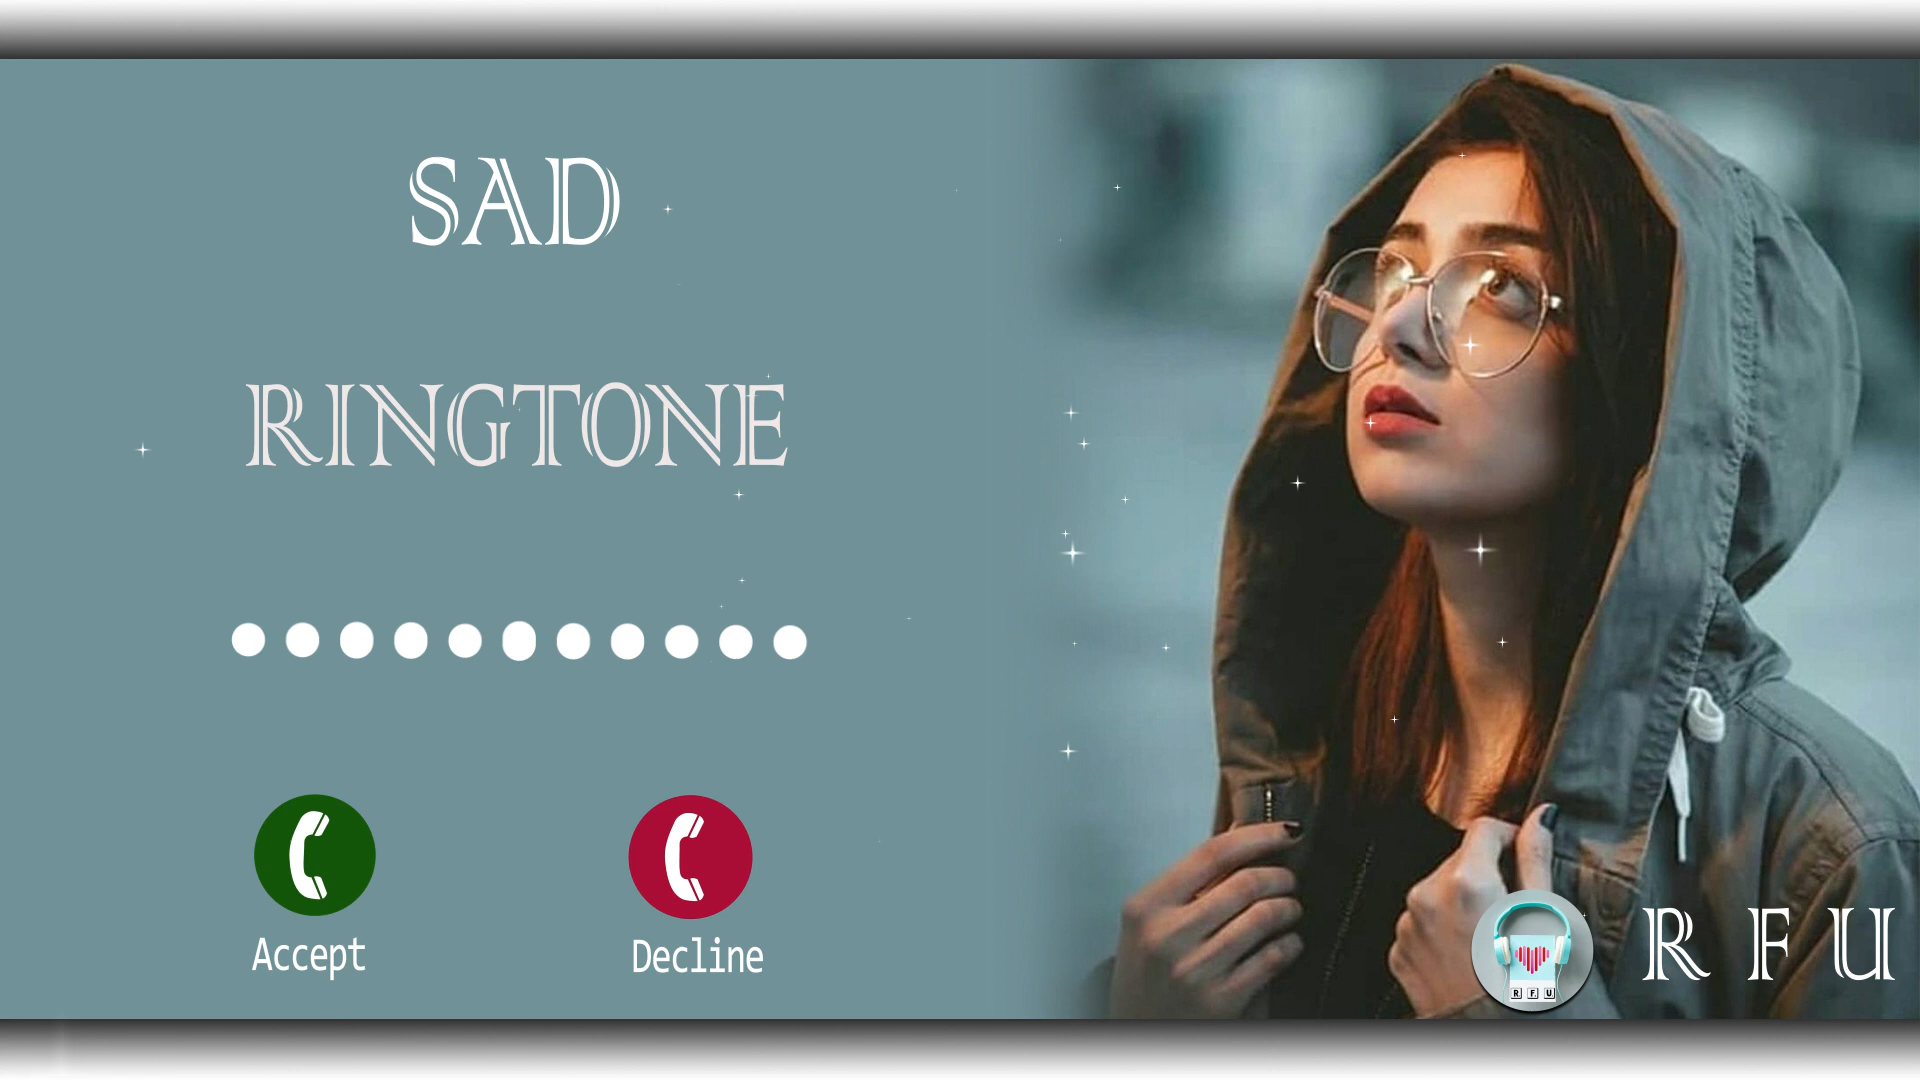 SAD
RINGTONE
Accept
Decline
R F U
R F U